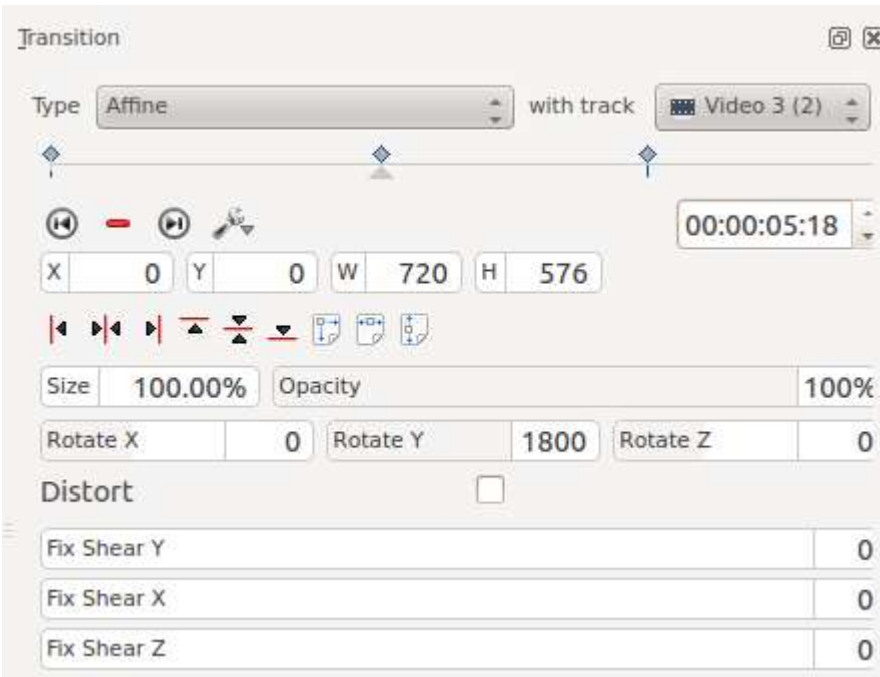 Transition
Type Affine with track Video 3 (2)
00:00:05:18
X 0 Y 0 W 720 H 576
Size 100.00% Opacity 100%
Rotate X 0 Rotate Y 1800 Rotate Z 0
Distort
Fix Shear Y 0
Fix Shear X 0
Fix Shear Z 0